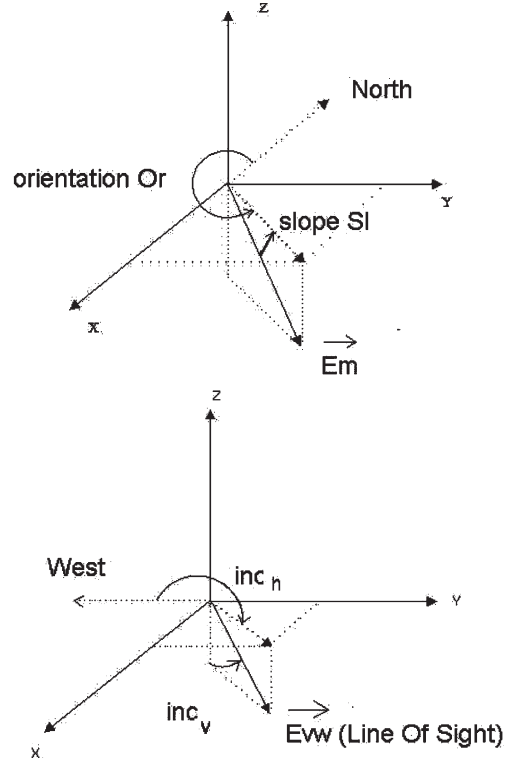 Z
North
orientation Or
Y
slope Sl
X
Em
Z
West
inc h
Y
inc v
X
Evw (Line Of Sight)